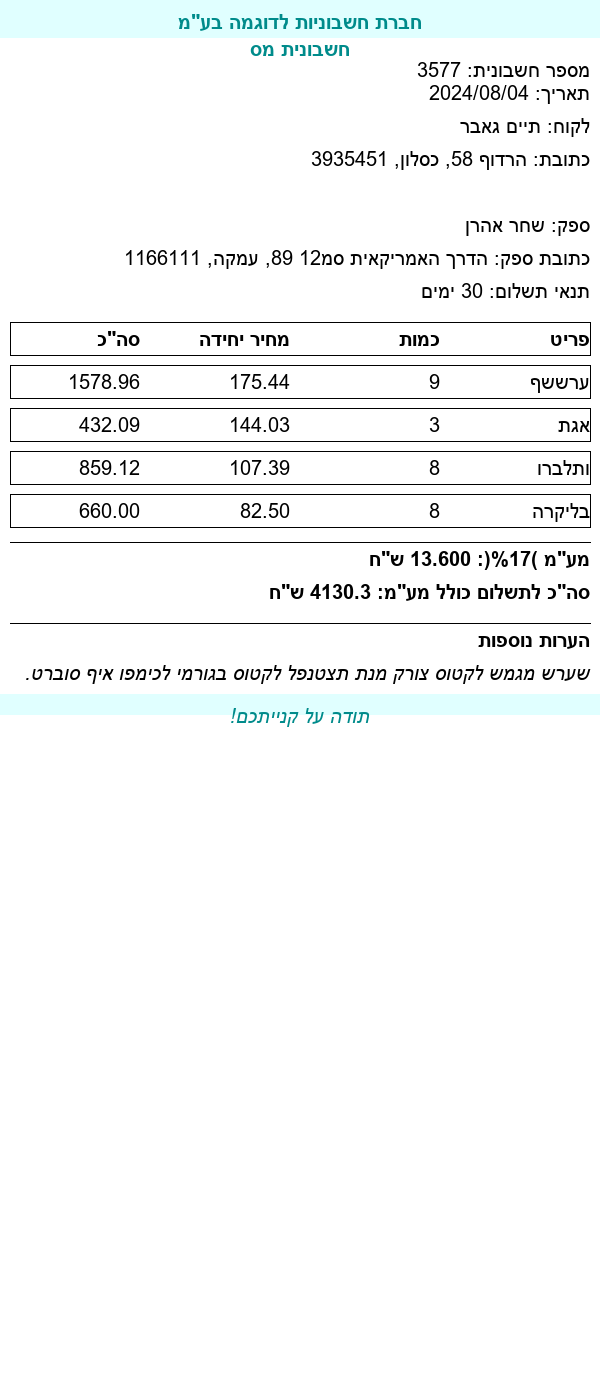 חברת חשבוניות לדוגמה בע"מ
חשבונית מס
מספר חשבונית: 3577
תאריך: 2024/08/04
לקוח: תיים גאבר
כתובת: הרדוף 58, כסלון, 3935451
ספק: שחר אהרן
כתובת ספק: הדרך האמריקאית סמ12 89, עמקה, 1166111
תנאי תשלום: 30 ימים
פריט כמות מחיר יחידה סה"כ
ערששף 9 175.44 1578.96
אגת 3 144.03 432.09
ותלברו 8 107.39 859.12
בליקרה 8 82.50 660.00
מע"מ )17%(: 13.600 ש"ח
סה"כ לתשלום כולל מע"מ: 4130.3 ש"ח
הערות נוספות
שערש מגמש לקטוס צורק מנת תצטנפל לקטוס בגורמי לכימפו איף סוברט.
תודה על קנייתכם!